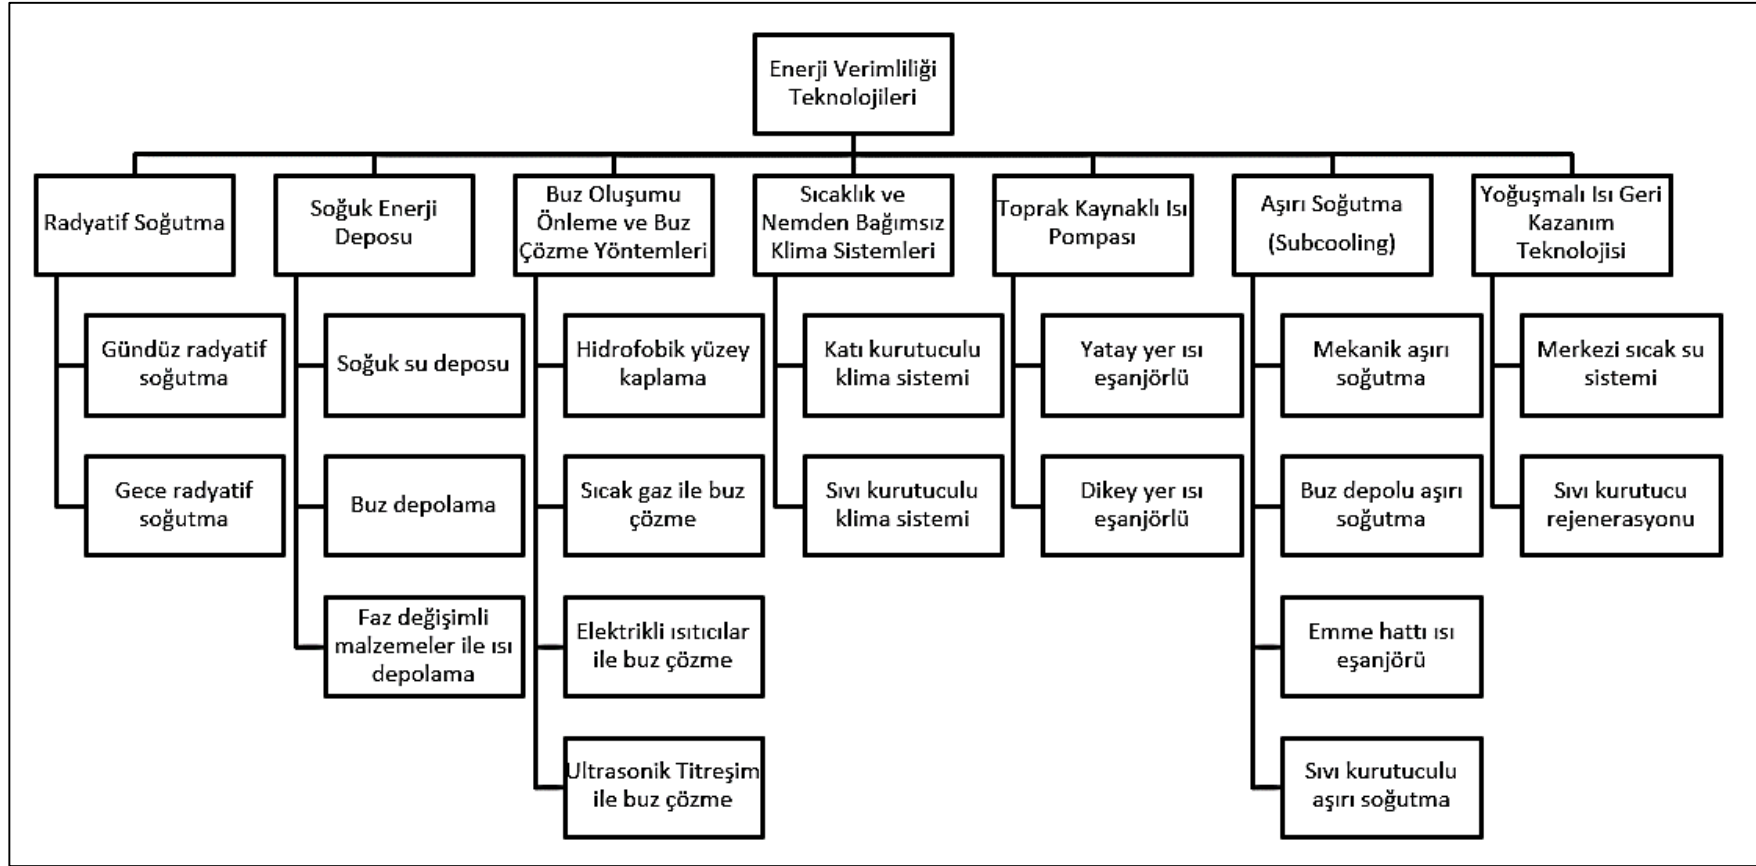 Enerji Verimliliği
Teknolojileri
Radyatif Soğutma
Soğuk Enerji
Deposu
Buz Oluşumu
Önleme ve Buz
Çözme Yöntemleri
Sıcaklık ve
Nemden Bağımsız
Klima Sistemleri
Toprak Kaynaklı Isı
Pompası
Aşırı Soğutma
(Subcooling)
Yoğuşmalı Isı Geri
Kazanım
Teknolojisi
Gündüz radyatif
soğutma
Gece radyatif
soğutma
Soğuk su deposu
Buz depolama
Faz değişimli
malzemeler ile ısı
depolama
Hidrofobik yüzey
kaplama
Sıcak gaz ile buz
çözme
Elektrikli ısıtıcılar
ile buz çözme
Ultrasonik Titreşim
ile buz çözme
Katı kurutuculu
klima sistemi
Sıvı kurutuculu
klima sistemi
Yatay yer ısı
eşanjörlü
Dikey yer ısı
eşanjörlü
Mekanik aşırı
soğutma
Buz depolu aşırı
soğutma
Emme hattı ısı
eşanjörü
Sıvı kurutuculu
aşırı soğutma
Merkezi sıcak su
sistemi
Sıvı kurutucu
rejenerasyonu